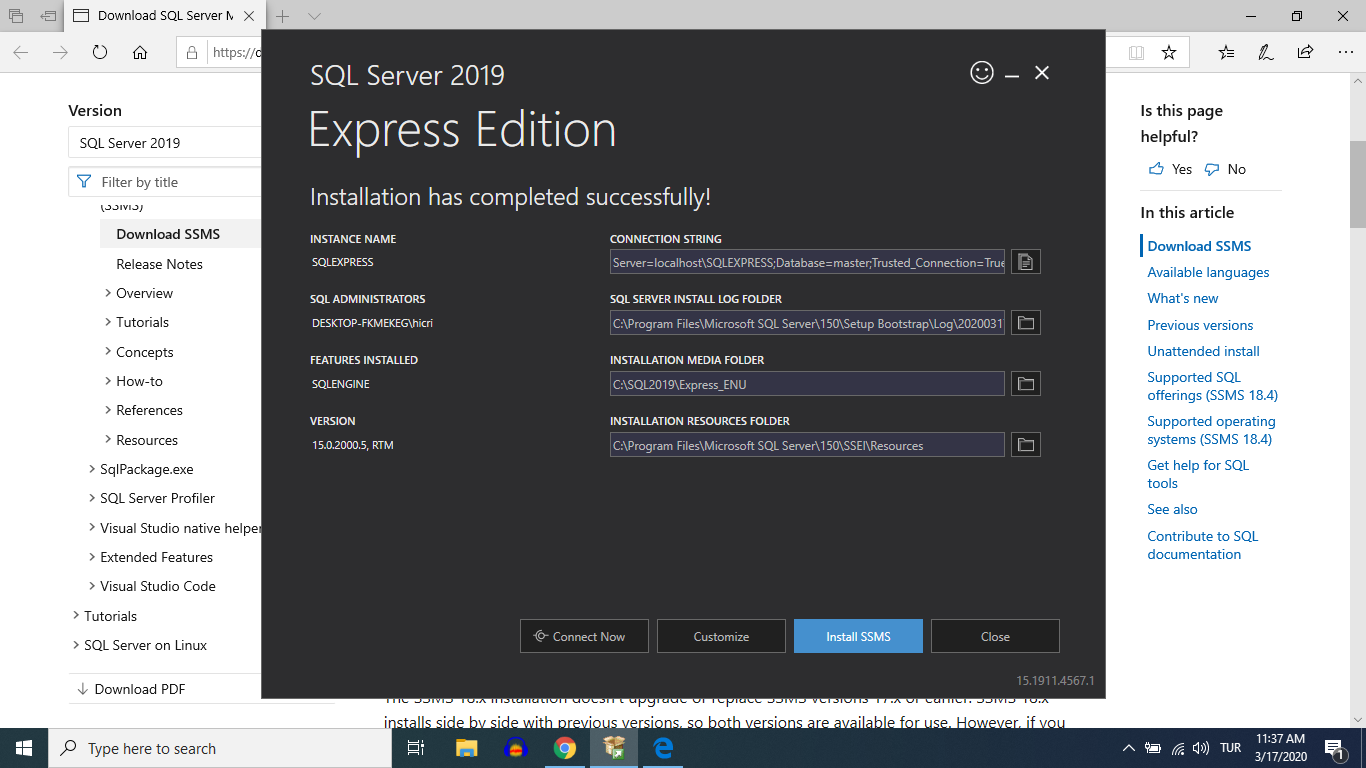 Download SQL Server M
https://d
SQL Server 2019
Express Edition
Installation has completed successfully!
INSTANCE NAME
SQLEXPRESS
CONNECTION STRING
Server=localhost\SQLEXPRESS;Database=master;Trusted_Connection=True
SQL ADMINISTRATORS
DESKTOP-FKMEKEG\hicri
SQL SERVER INSTALL LOG FOLDER
C:\Program Files\Microsoft SQL Server\150\Setup Bootstrap\Log\2020031
FEATURES INSTALLED
SQLENGINE
INSTALLATION MEDIA FOLDER
C:\SQL2019\Express_ENU
VERSION
15.0.2000.5, RTM
INSTALLATION RESOURCES FOLDER
C:\Program Files\Microsoft SQL Server\150\SSEI\Resources
Connect Now
Customize
Install SSMS
Close
15.1911.4567.1
Version
SQL Server 2019
Filter by title
(SSMS)
Download SSMS
Release Notes
Overview
Tutorials
Concepts
How-to
References
Resources
SqlPackage.exe
SQL Server Profiler
Visual Studio native helper
Extended Features
Visual Studio Code
Tutorials
SQL Server on Linux
Download PDF
Is this page
helpful?
Yes
No
In this article
Download SSMS
Available languages
What's new
Previous versions
Unattended install
Supported SQL
offerings (SSMS 18.4)
Supported operating
systems (SSMS 18.4)
Get help for SQL
tools
See also
Contribute to SQL
documentation
The SSMS 18.x installation doesn't upgrade or replace SSMS versions 17.x or earlier. SSMS 18.x
installs side by side with previous versions, so both versions are available for use. However, if you
Type here to search
TUR
11:37 AM
3/17/2020
1